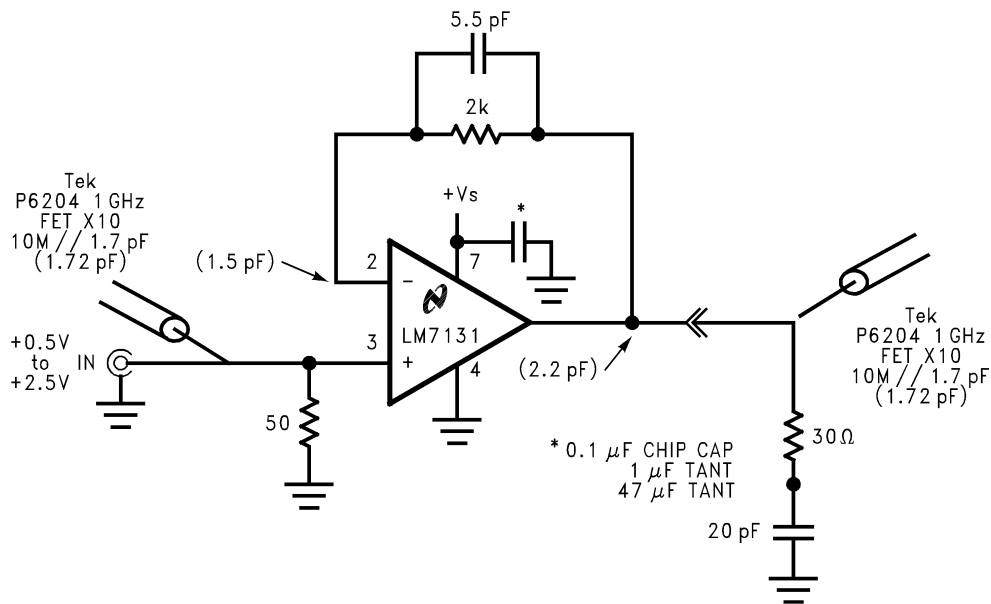 5.5 pF
2k
Tek
P6204 1 GHz
FET X10
10M // 1.7 pF
(1.72 pF)
+Vs
*
(1.5 pF)
2
7
−
LM7131
3
+
4
+0.5V
to
+2.5V
IN
50
(2.2 pF)
Tek
P6204 1 GHz
FET X10
10M // 1.7 pF
(1.72 pF)
30Ω
* 0.1 μF CHIP CAP
1 μF TANT
47 μF TANT
20 pF